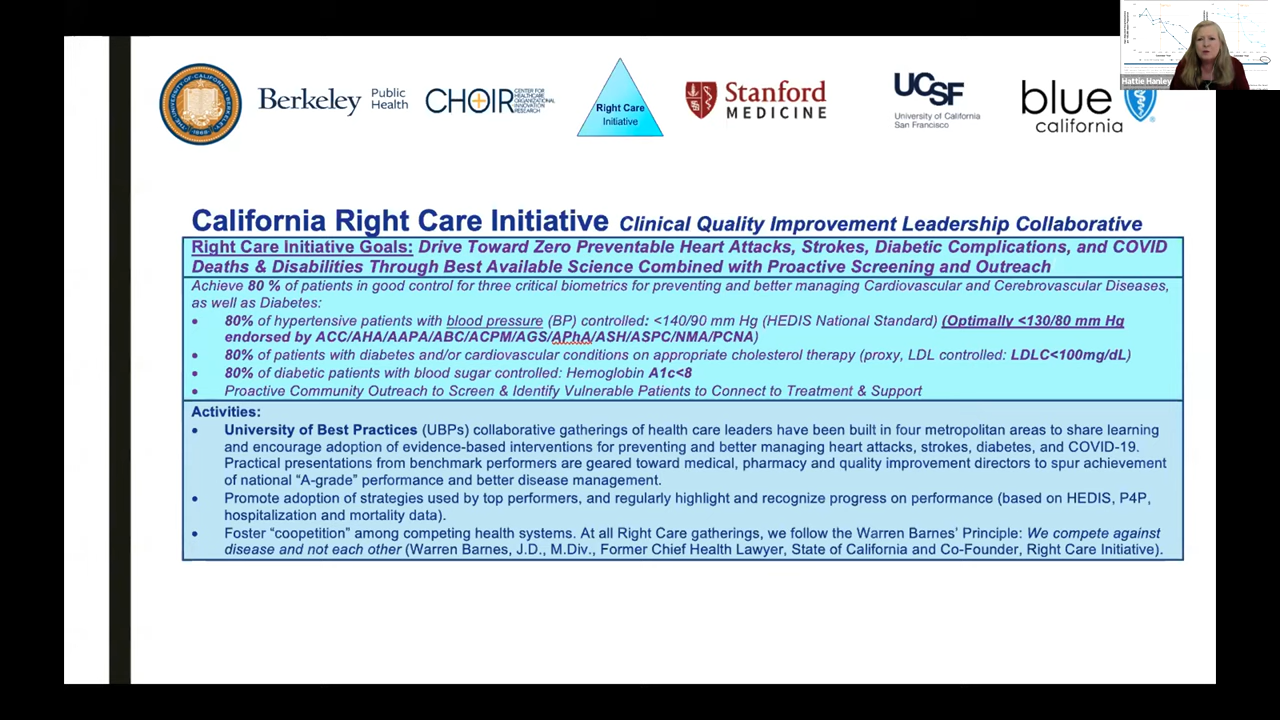 Hattie Hanley
Berkeley Public Health
CHOIR CENTER FOR HEALTHCARE ORGANIZATIONAL INNOVATION RESEARCH
Right Care
Initiative
Stanford
MEDICINE
UCSF
University of California
San Francisco
blue
california
California Right Care Initiative Clinical Quality Improvement Leadership Collaborative
Right Care Initiative Goals: Drive Toward Zero Preventable Heart Attacks, Strokes, Diabetic Complications, and COVID
Deaths & Disabilities Through Best Available Science Combined with Proactive Screening and Outreach
Achieve 80 % of patients in good control for three critical biometrics for preventing and better managing Cardiovascular and Cerebrovascular Diseases,
as well as Diabetes:
• 80% of hypertensive patients with blood pressure (BP) controlled: <140/90 mm Hg (HEDIS National Standard) (Optimally <130/80 mm Hg
endorsed by ACC/AHA/AAPA/ABC/ACPM/AGS/APhA/ASH/ASPC/NMA/PCNA)
• 80% of patients with diabetes and/or cardiovascular conditions on appropriate cholesterol therapy (proxy, LDL controlled: LDLC<100mg/dL)
• 80% of diabetic patients with blood sugar controlled: Hemoglobin A1c<8
• Proactive Community Outreach to Screen & Identify Vulnerable Patients to Connect to Treatment & Support
Activities:
• University of Best Practices (UBPs) collaborative gatherings of health care leaders have been built in four metropolitan areas to share learning
and encourage adoption of evidence-based interventions for preventing and better managing heart attacks, strokes, diabetes, and COVID-19.
Practical presentations from benchmark performers are geared toward medical, pharmacy and quality improvement directors to spur achievement
of national “A-grade” performance and better disease management.
• Promote adoption of strategies used by top performers, and regularly highlight and recognize progress on performance (based on HEDIS, P4P,
hospitalization and mortality data).
• Foster “coopetition” among competing health systems. At all Right Care gatherings, we follow the Warren Barnes’ Principle: We compete against
disease and not each other (Warren Barnes, J.D., M.Div., Former Chief Health Lawyer, State of California and Co-Founder, Right Care Initiative).